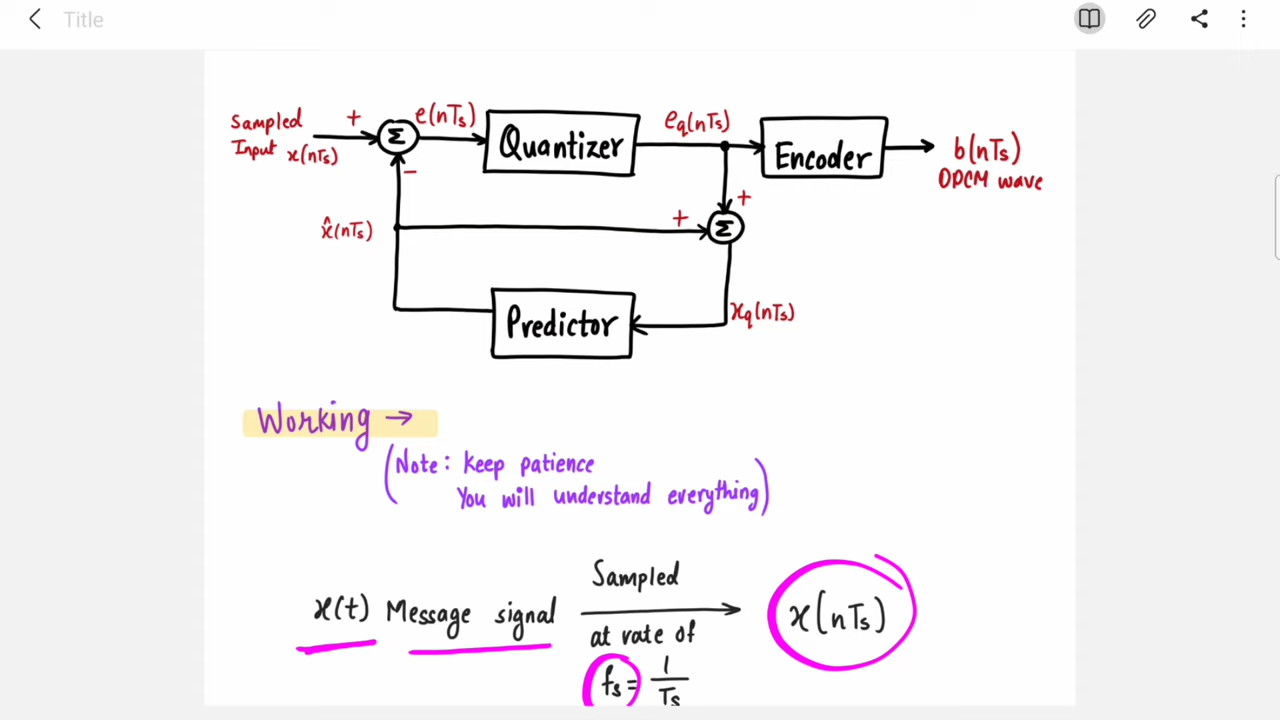 Title
Sampled
Input x(nTs)
+
Σ
e(nTs)
Quantizer
eq(nTs)
Encoder
b(nTs)
DPCM wave
−
+
x̂(nTs)
+
Σ
Predictor
xq(nTs)
Working →
(Note: keep patience
You will understand everything)
x(t) Message signal
Sampled
at rate of
fs = 1/Ts
x(nTs)